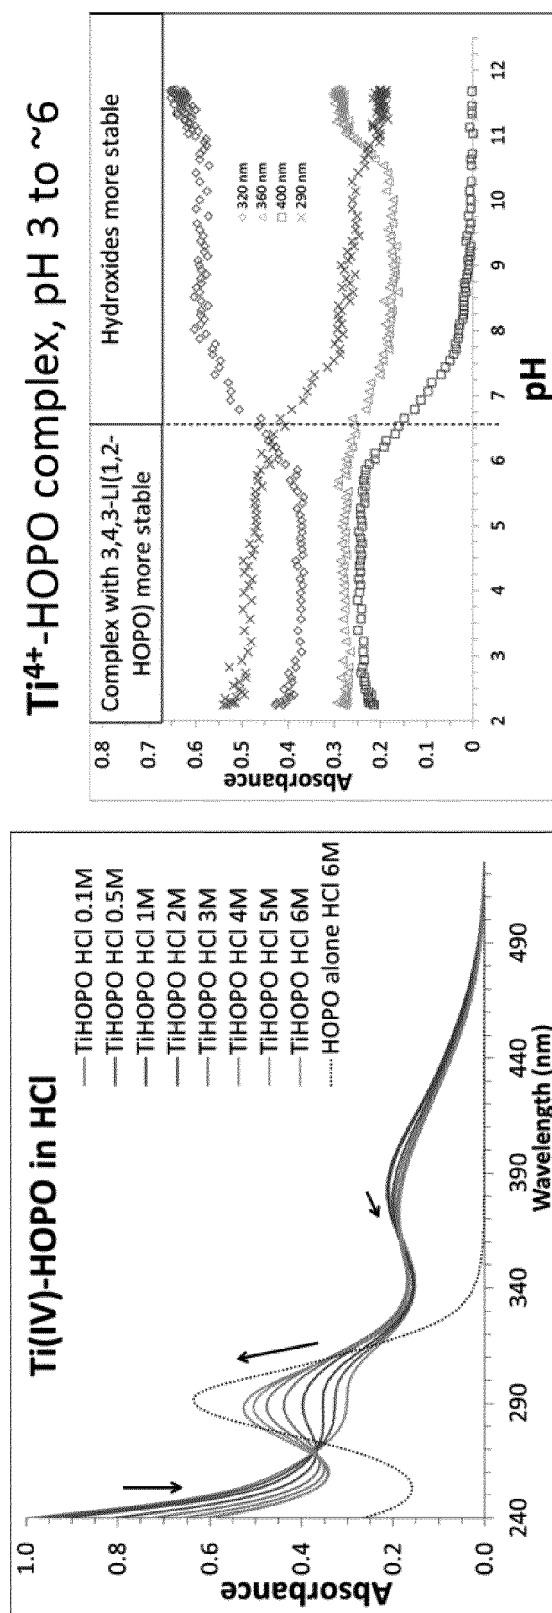 Ti(IV)-HOPO in HCl
1.0
0.8
0.6
0.4
0.2
0.0
Absorbance
TiHOPO HCl 0.1M
TiHOPO HCl 0.5M
TiHOPO HCl 1M
TiHOPO HCl 2M
TiHOPO HCl 3M
TiHOPO HCl 4M
TiHOPO HCl 5M
TiHOPO HCl 6M
HOPO alone HCl 6M
240 290 340 390 440 490
Wavelength (nm)
Ti⁴⁺-HOPO complex, pH 3 to ~6
Complex with 3,4,3-LI(1,2-
HOPO) more stable
Hydroxides more stable
0.8
0.7
0.6
0.5
0.4
0.3
0.2
0.1
0
Absorbance
320 nm
360 nm
400 nm
290 nm
2 3 4 5 6 7 8 9 10 11 12
pH